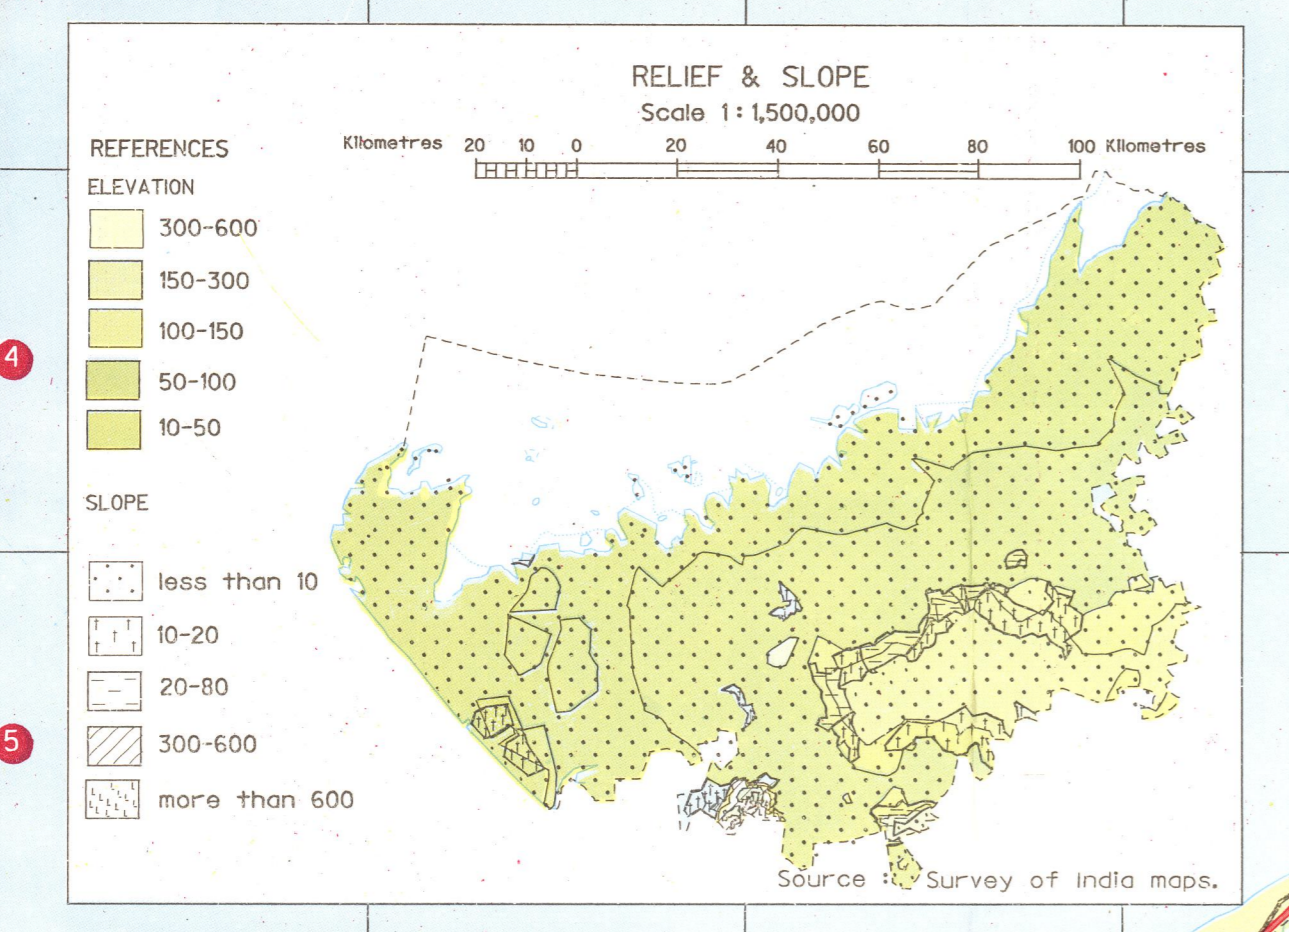 RELIEF & SLOPE
Scale 1:1,500,000
Kilometres 20 10 0 20 40 60 80 100 Kilometres
REFERENCES
ELEVATION
300-600
150-300
100-150
50-100
10-50
SLOPE
less than 10
10-20
20-80
300-600
more than 600
4
5
Source : Survey of India maps.